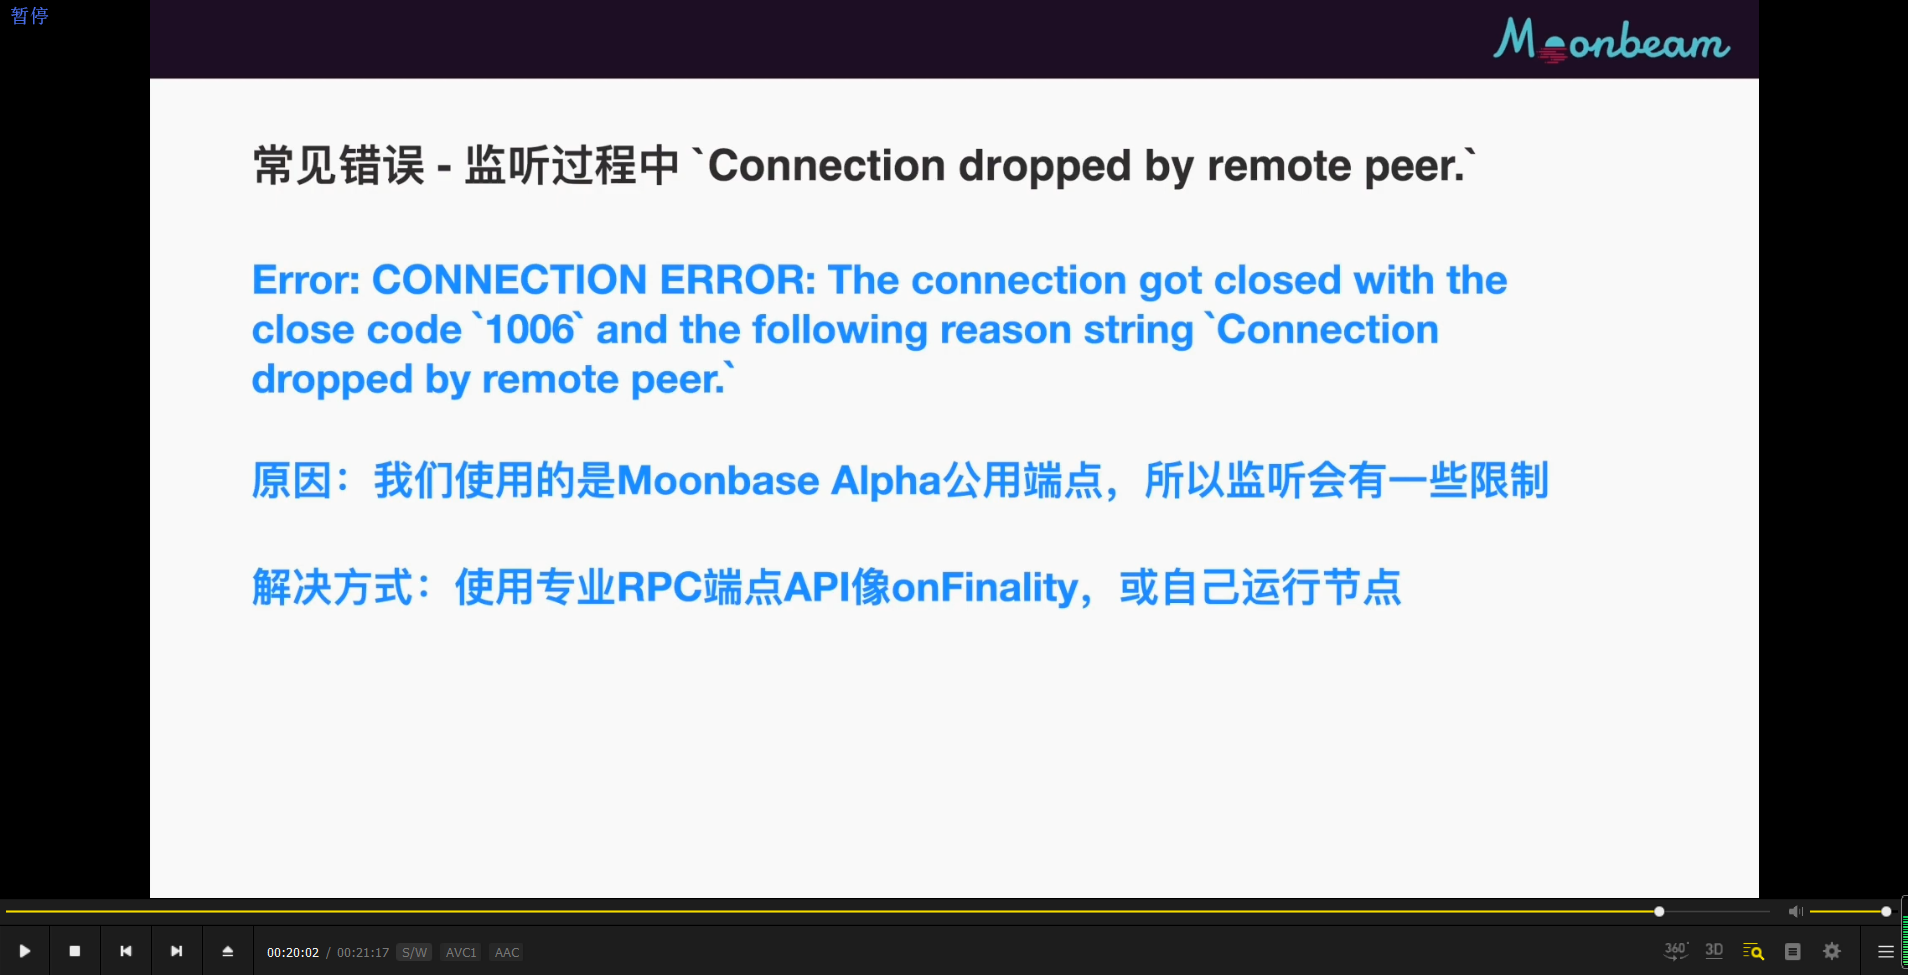 暂停
Moonbeam
常见错误 - 监听过程中 `Connection dropped by remote peer.`
Error: CONNECTION ERROR: The connection got closed with the
close code `1006` and the following reason string `Connection
dropped by remote peer.`
原因：我们使用的是Moonbase Alpha公用端点，所以监听会有一些限制
解决方式：使用专业RPC端点API像onFinality，或自己运行节点
00:20:02 / 00:21:17 S/W AVC1 AAC
360° 3D